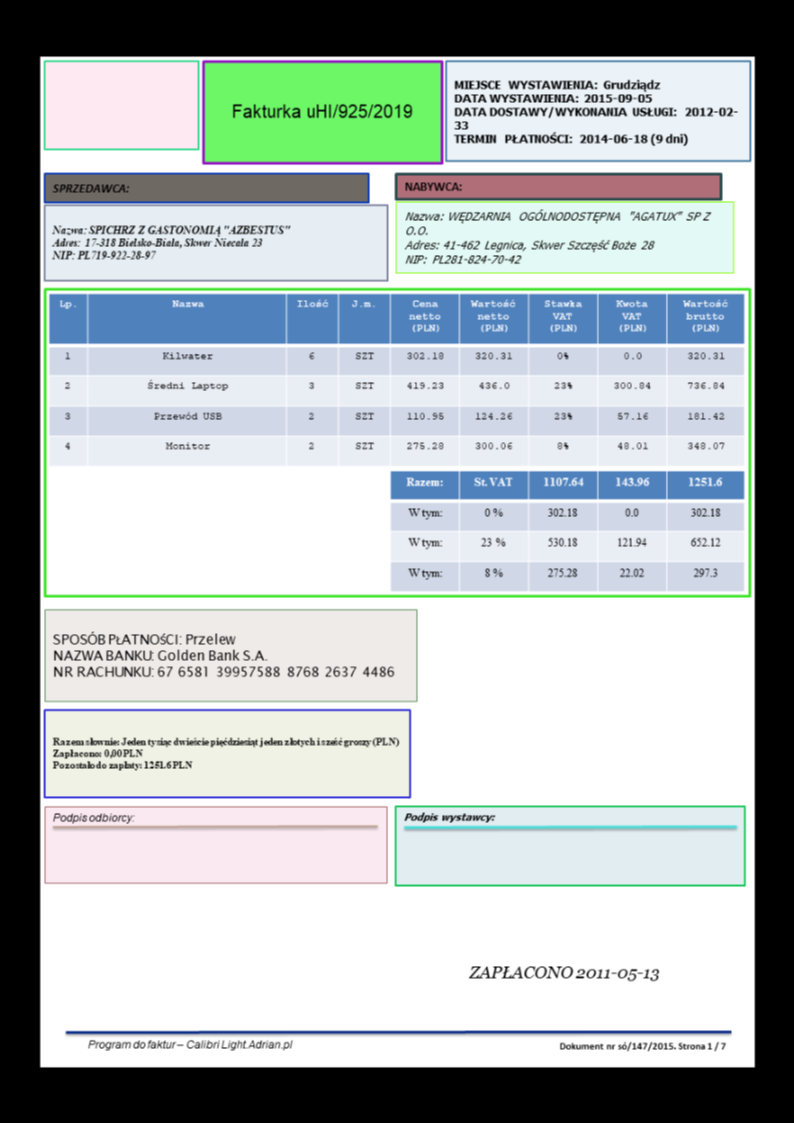 Fakturka uHI/925/2019
MIEJSCE WYSTAWIENIA: Grudziądz
DATA WYSTAWIENIA: 2015-09-05
DATA DOSTAWY/WYKONANIA USŁUGI: 2012-02-
33
TERMIN PŁATNOŚCI: 2014-06-18 (9 dni)
SPRZEDAWCA:
Nazwa: SPICHRZ Z GASTONOMIĄ "AZBESTUS"
Adres: 17-318 Bielsko-Biała, Skwer Niecała 23
NIP: PL719-922-28-97
NABYWCA:
Nazwa: WĘDZARNIA OGÓLNODOSTĘPNA "AGATUX" SP Z
O.O.
Adres: 41-462 Legnica, Skwer Szczęść Boże 28
NIP: PL281-824-70-42
Lp. Nazwa Ilość J.m. Cena netto (PLN) Wartość netto (PLN) Stawka VAT (PLN) Kwota VAT (PLN) Wartość brutto (PLN)
1 Kilwater 6 SZT 302.18 320.31 0% 0.0 320.31
2 Średni Laptop 3 SZT 419.23 436.0 23% 300.84 736.84
3 Przewód USB 2 SZT 110.95 124.26 23% 57.16 181.42
4 Monitor 2 SZT 275.28 300.06 8% 48.01 348.07
Razem: St. VAT 1107.64 143.96 1251.6
W tym: 0 % 302.18 0.0 302.18
W tym: 23 % 530.18 121.94 652.12
W tym: 8 % 275.28 22.02 297.3
SPOSÓB PŁATNOŚCI: Przelew
NAZWA BANKU: Golden Bank S.A.
NR RACHUNKU: 67 6581 39957588 8768 2637 4486
Razem słownie: Jeden tysiąc dwieście pięćdziesiąt jeden złotych i sześć groszy (PLN)
Zapłacono: 0,00 PLN
Pozostało do zapłaty: 1251.6 PLN
Podpis odbiorcy:
Podpis wystawcy:
ZAPŁACONO 2011-05-13
Program do faktur – Calibri Light.Adrian.pl
Dokument nr só/147/2015. Strona 1 / 7